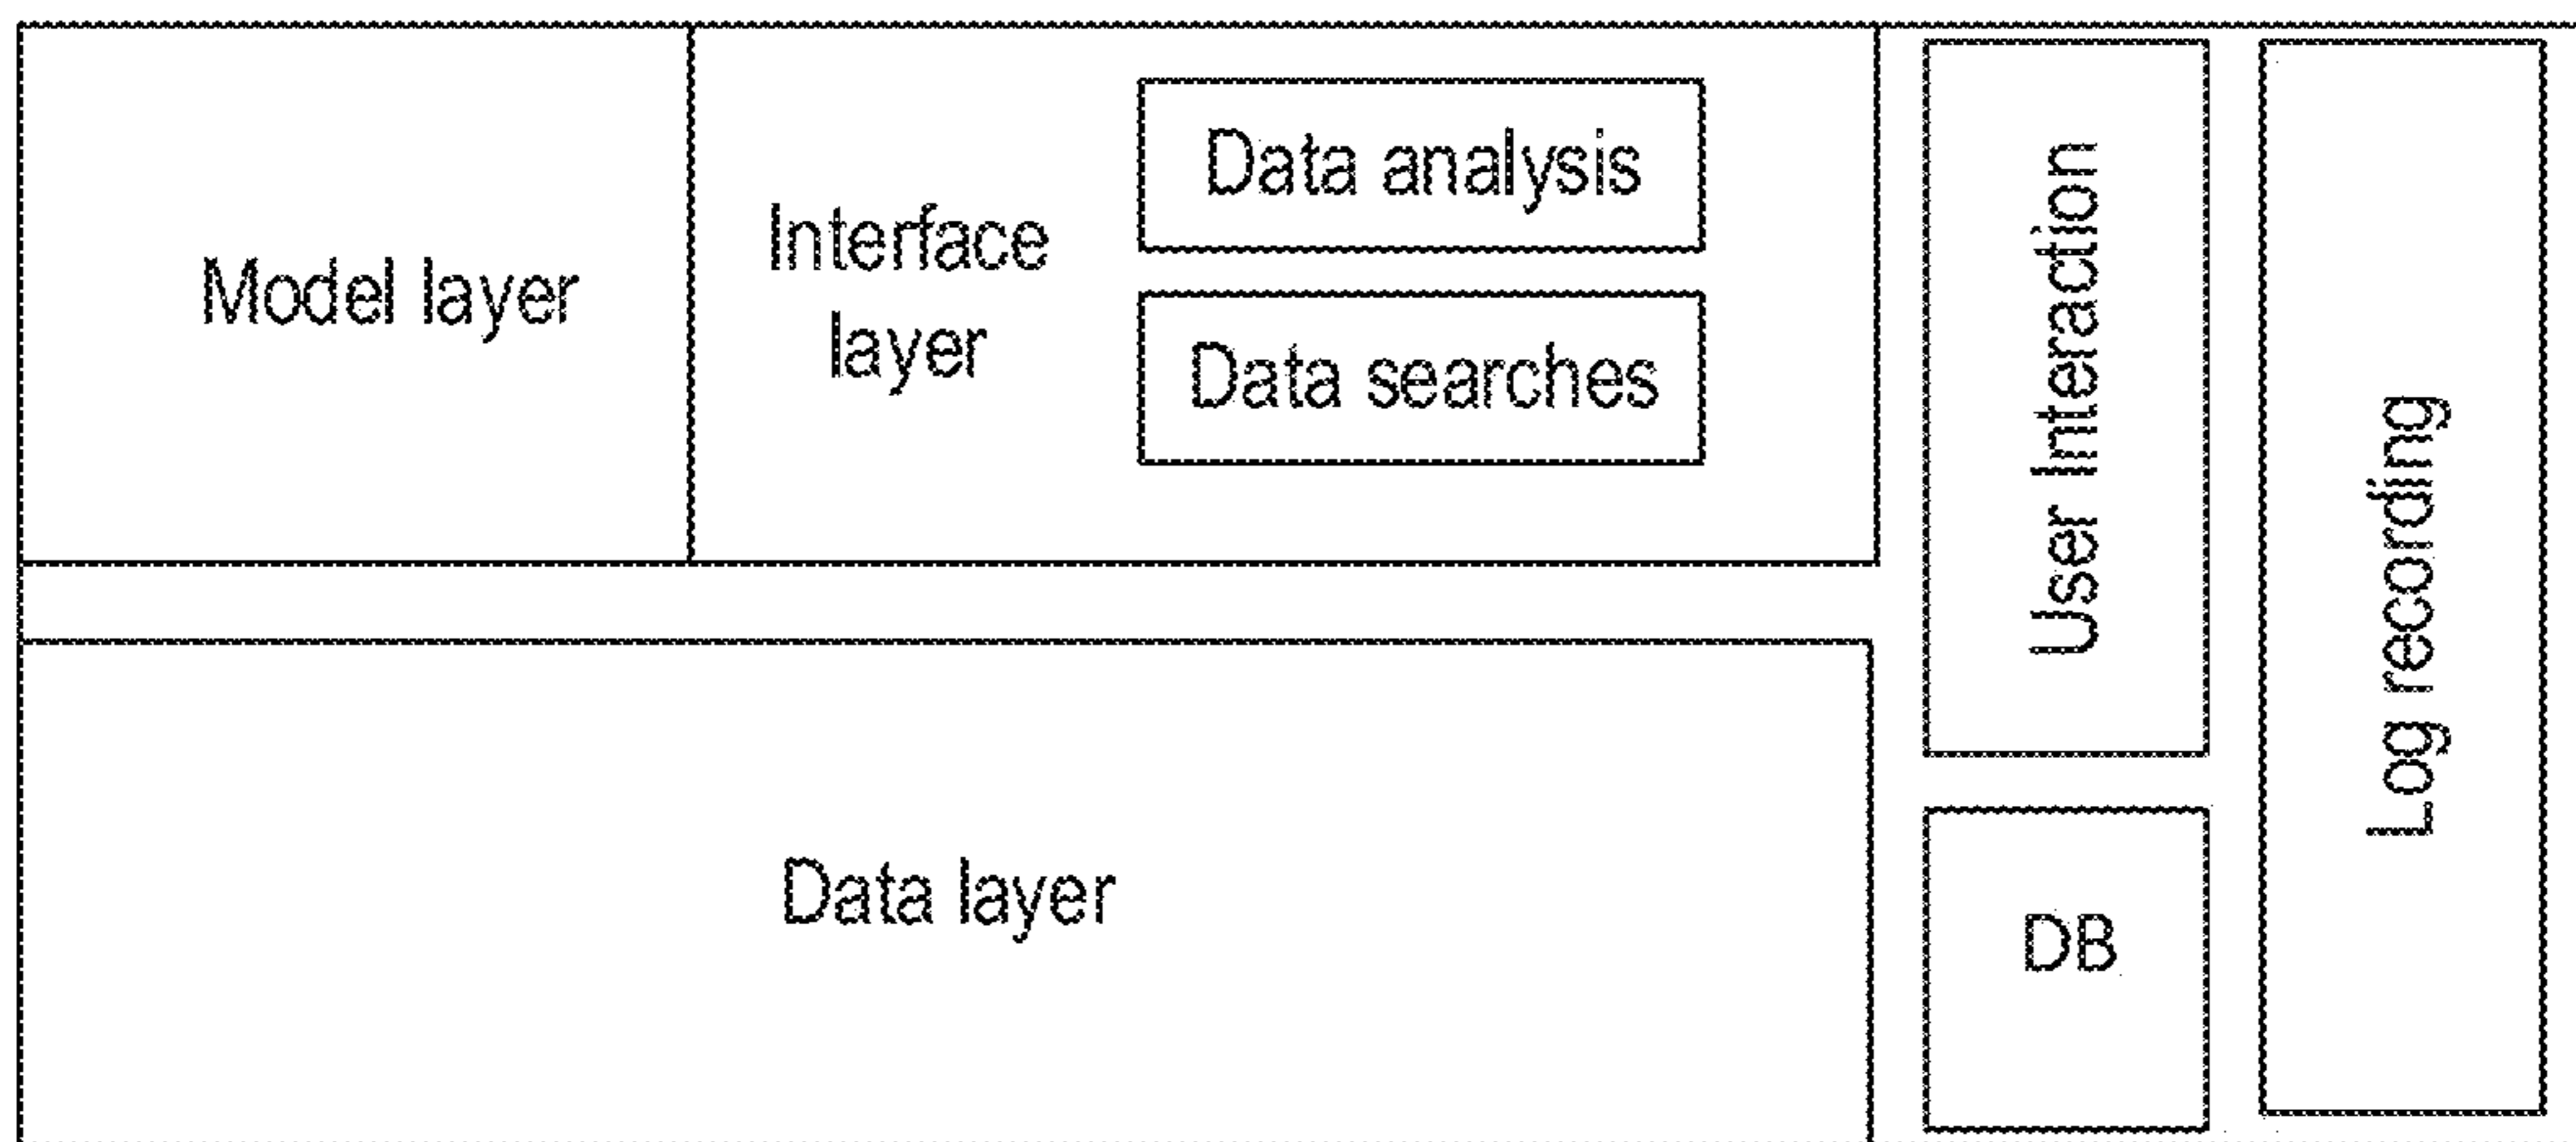 Model layer
Interface
layer
Data analysis
Data searches
User Interaction
Log recording
Data layer
DB